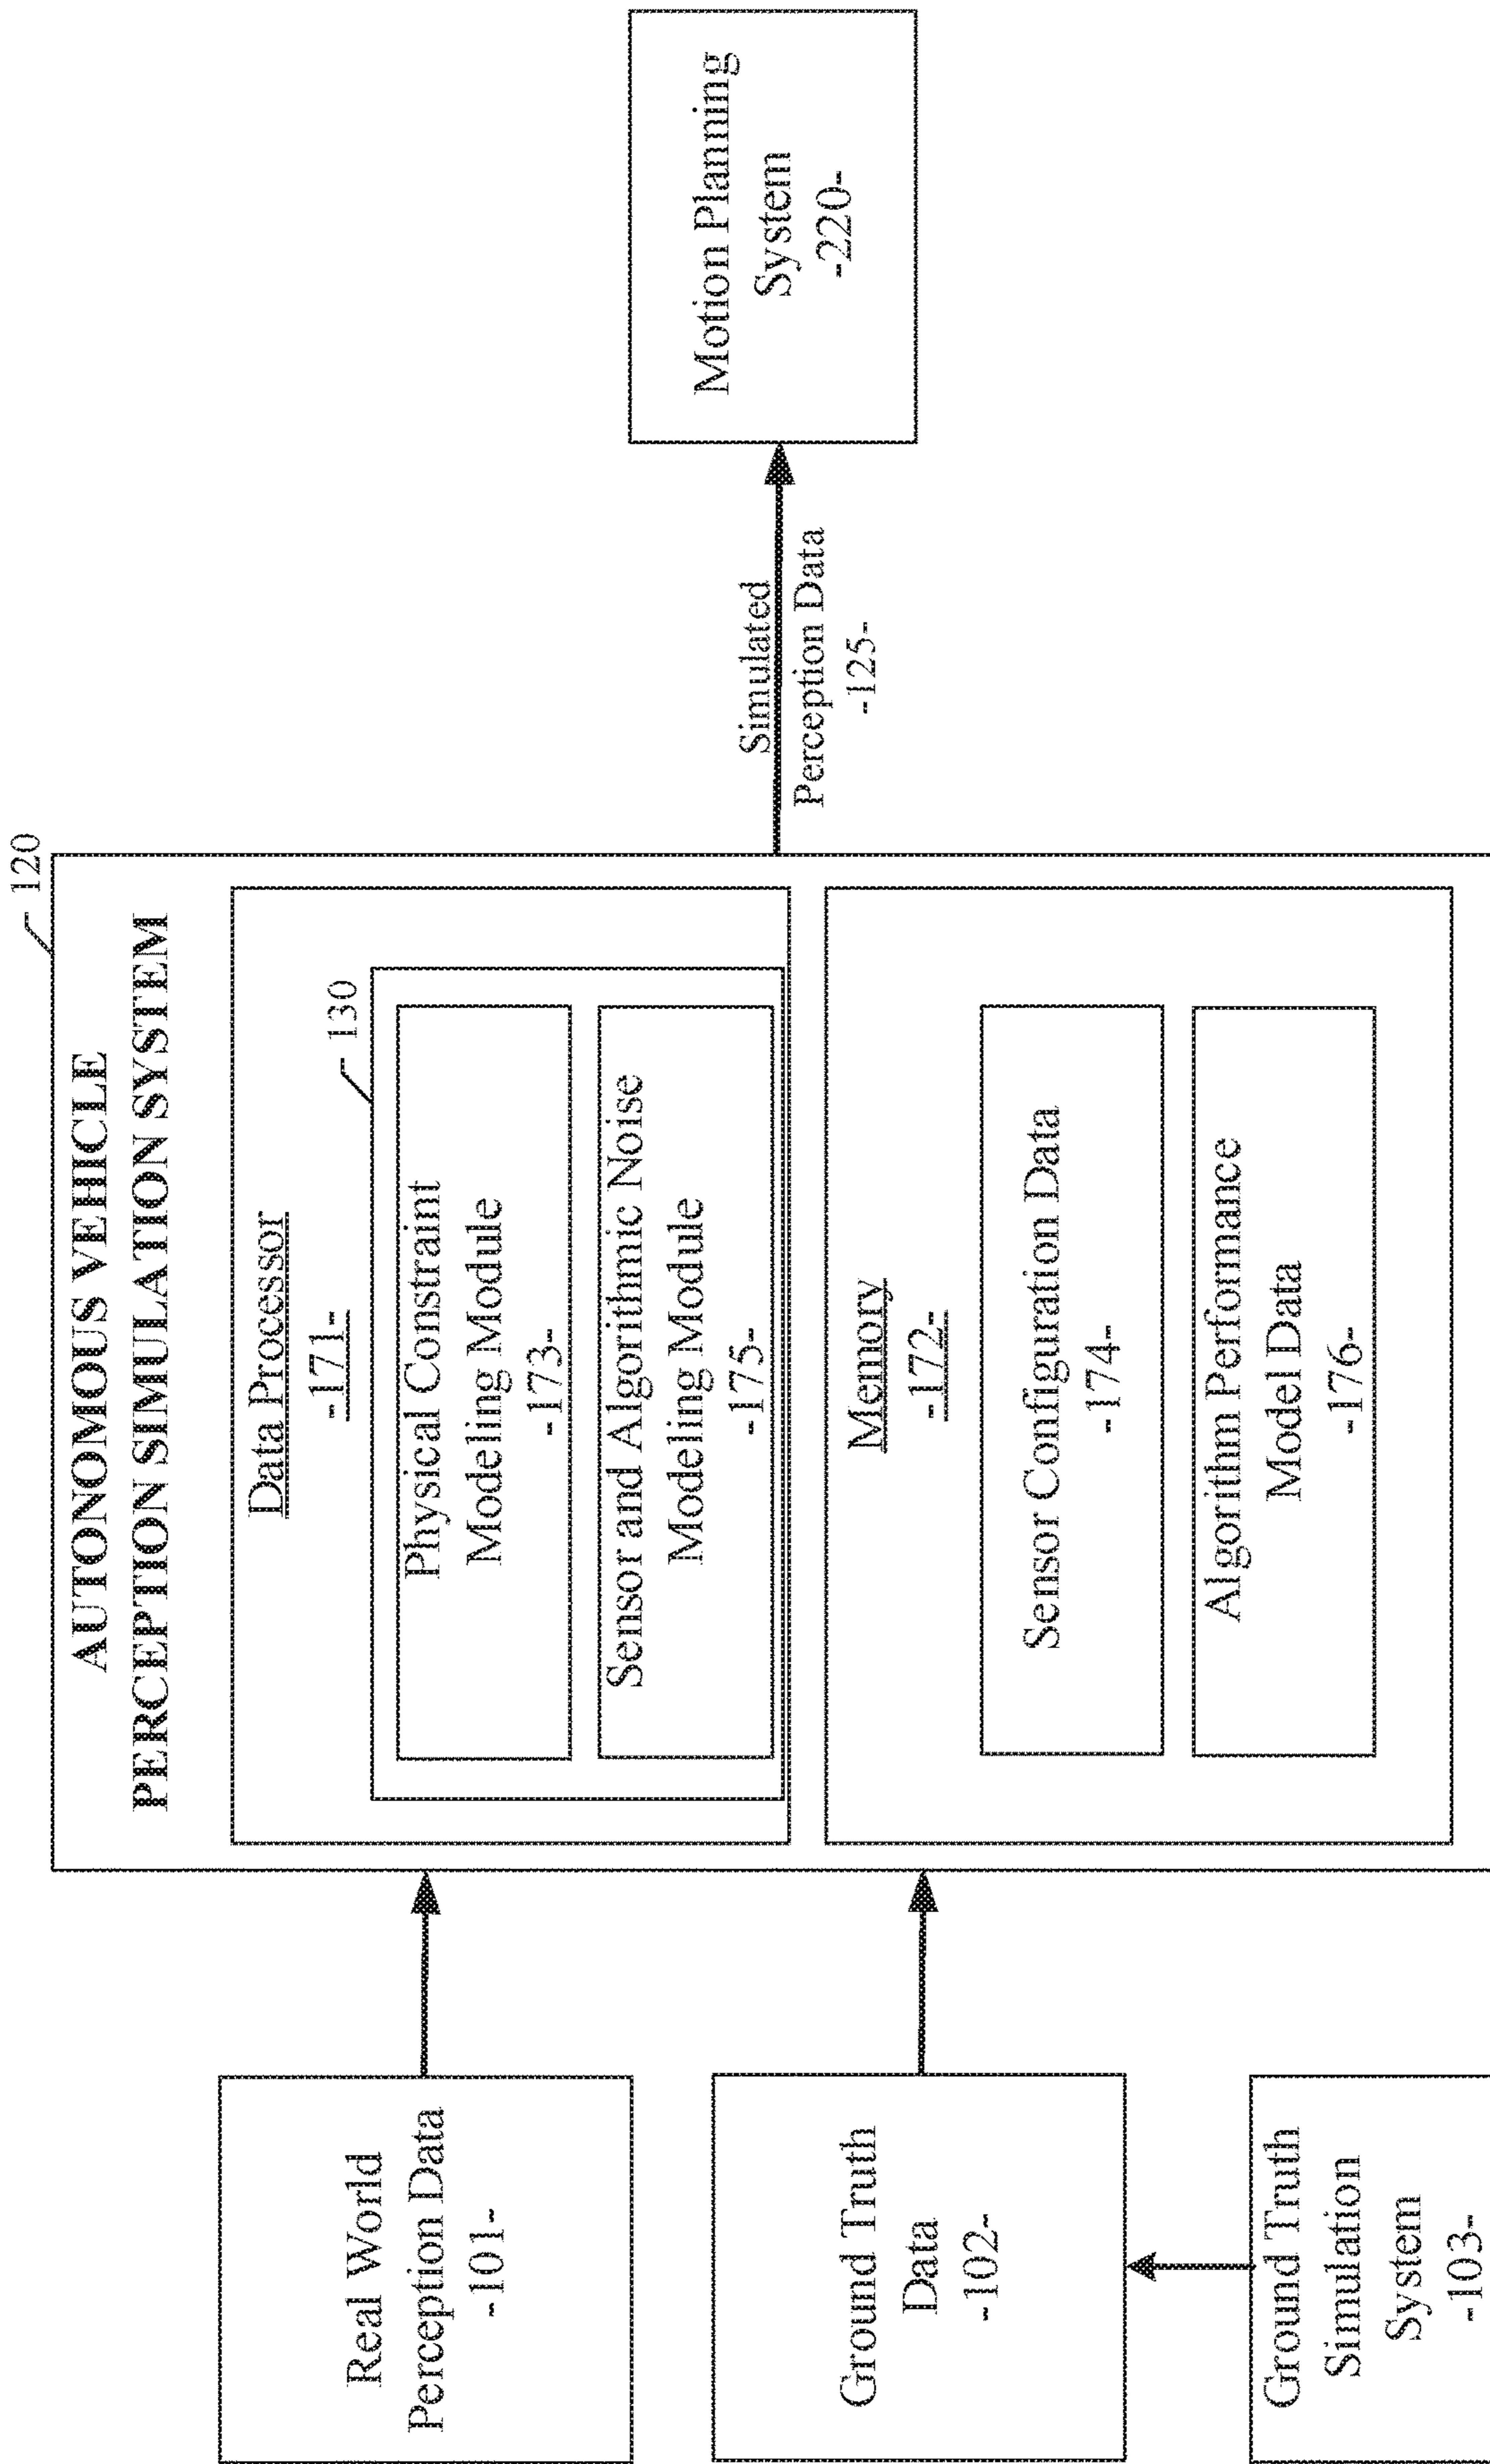 Real World
Perception Data
-101-
Ground Truth
Data
-102-
Ground Truth
Simulation
System
-103-
120
AUTONOMOUS VEHICLE
PERCEPTION SIMULATION SYSTEM
Data Processor
-171-
130
Physical Constraint
Modeling Module
-173-
Sensor and Algorithmic Noise
Modeling Module
-175-
Memory
-172-
Sensor Configuration Data
-174-
Algorithm Performance
Model Data
-176-
Simulated
Perception Data
-125-
Motion Planning
System
-220-